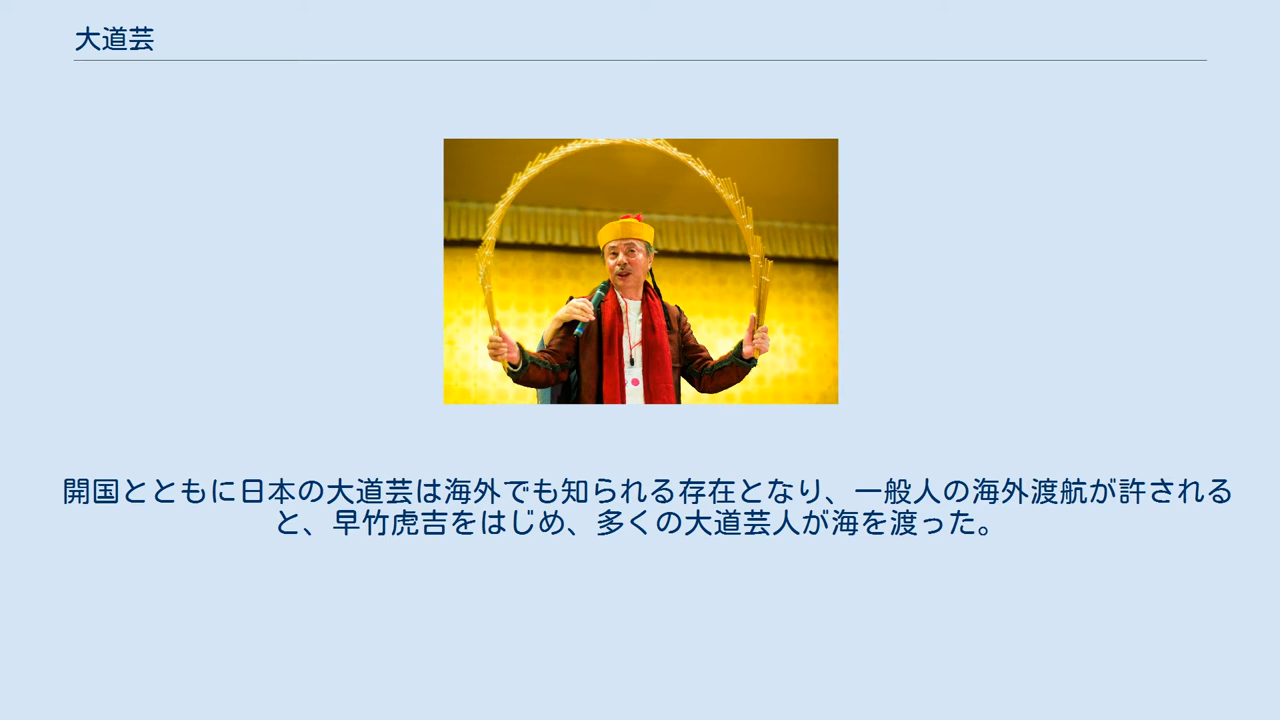 大道芸
開国とともに日本の大道芸は海外でも知られる存在となり、一般人の海外渡航が許される
と、早竹虎吉をはじめ、多くの大道芸人が海を渡った。